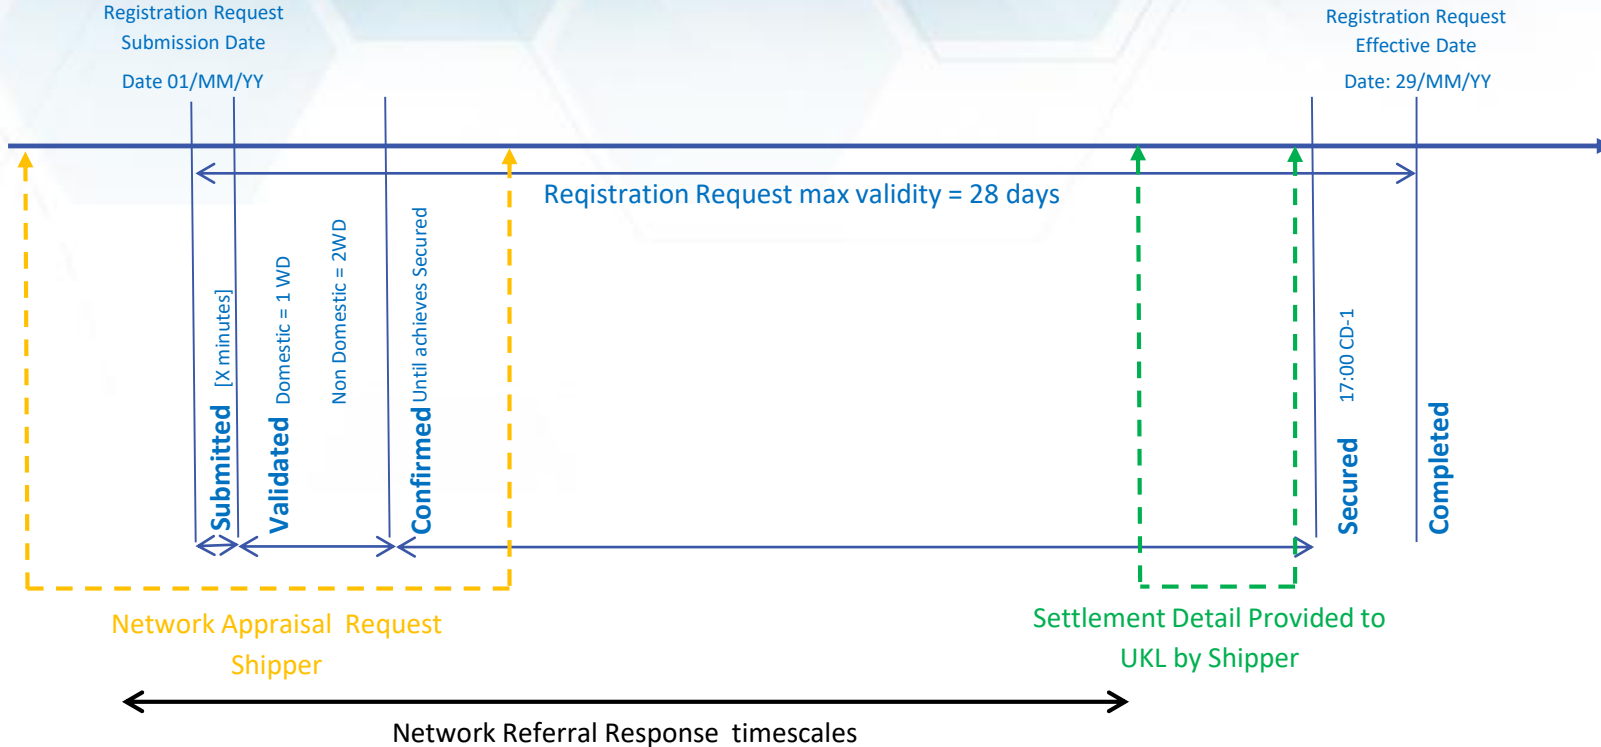 Registration Request
Submission Date
Date 01/MM/YY
Registration Request
Effective Date
Date: 29/MM/YY
Registration Request max validity = 28 days
Submitted [X minutes]
Validated Domestic = 1 WD
Non Domestic = 2WD
Confirmed Until achieves Secured
Secured 17:00 CD-1
Completed
Network Appraisal Request
Shipper
Settlement Detail Provided to
UKL by Shipper
Network Referral Response timescales